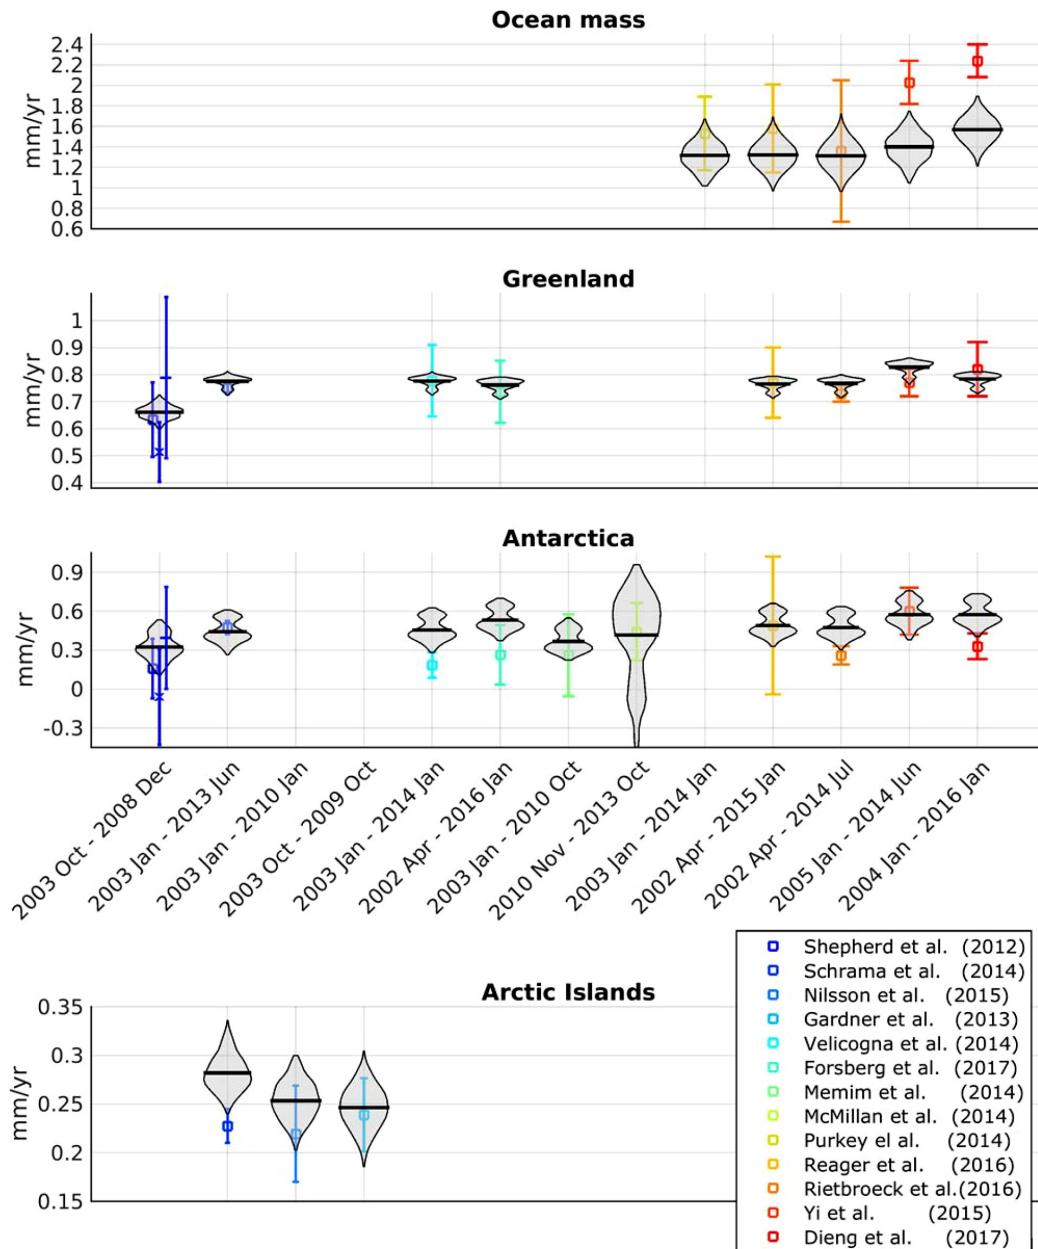 Ocean mass
2.4
2.2
2
1.8
1.6
1.4
1.2
1
0.8
0.6
mm/yr
Greenland
1
0.9
0.8
0.7
0.6
0.5
0.4
mm/yr
Antarctica
0.9
0.6
0.3
0
-0.3
mm/yr
2003 Oct - 2008 Dec
2003 Jan - 2013 Jun
2003 Jan - 2010 Jan
2003 Oct - 2009 Oct
2003 Jan - 2014 Jan
2002 Apr - 2016 Jan
2003 Jan - 2010 Oct
2010 Nov - 2013 Oct
2003 Jan - 2014 Jan
2002 Apr - 2015 Jan
2002 Apr - 2014 Jul
2005 Jan - 2014 Jun
2004 Jan - 2016 Jan
Arctic Islands
0.35
0.3
0.25
0.2
0.15
mm/yr
Shepherd et al. (2012)
Schrama et al. (2014)
Nilsson et al. (2015)
Gardner et al. (2013)
Velicogna et al. (2014)
Forsberg et al. (2017)
Memim et al. (2014)
McMillan et al. (2014)
Purkey el al. (2014)
Reager et al. (2016)
Rietbroeck et al.(2016)
Yi et al. (2015)
Dieng et al. (2017)